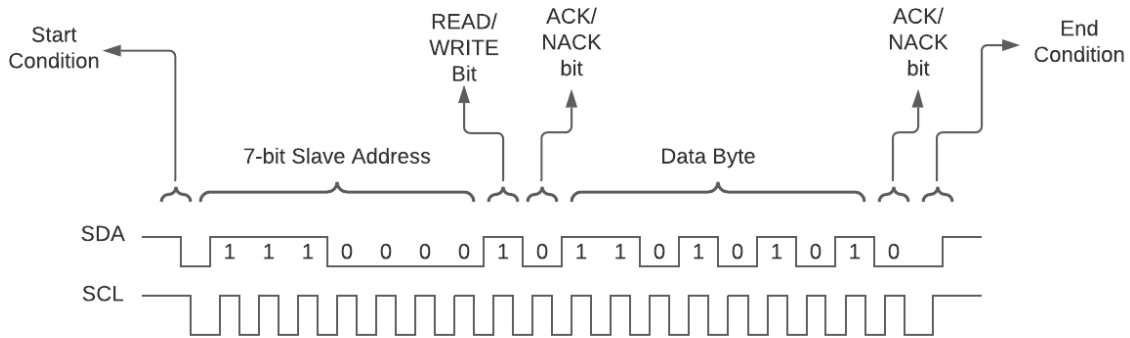 Start
Condition
READ/
WRITE
Bit
ACK/
NACK
bit
ACK/
NACK
bit
End
Condition
7-bit Slave Address
Data Byte
SDA
1 1 1 0 0 0 0 1 0 1 1 0 1 0 1 0 1 0
SCL